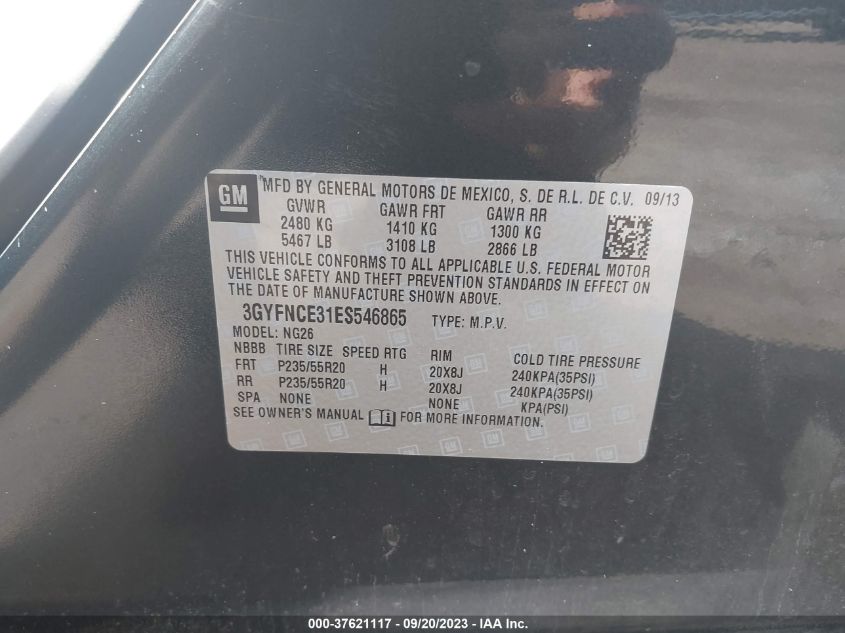 GM MFD BY GENERAL MOTORS DE MEXICO, S. DE R.L. DE C.V. 09/13
GVWR GAWR FRT GAWR RR
2480 KG 1410 KG 1300 KG
5467 LB 3108 LB 2866 LB
THIS VEHICLE CONFORMS TO ALL APPLICABLE U.S. FEDERAL MOTOR
VEHICLE SAFETY AND THEFT PREVENTION STANDARDS IN EFFECT ON
THE DATE OF MANUFACTURE SHOWN ABOVE.
3GYFNCE31ES546865 TYPE: M.P.V.
MODEL: NG26
NBBB TIRE SIZE SPEED RTG RIM COLD TIRE PRESSURE
FRT P235/55R20 H 20X8J 240KPA(35PSI)
RR P235/55R20 H 20X8J 240KPA(35PSI)
SPA NONE NONE KPA(PSI)
SEE OWNER'S MANUAL FOR MORE INFORMATION.
000-37621117 - 09/20/2023 - IAA Inc.